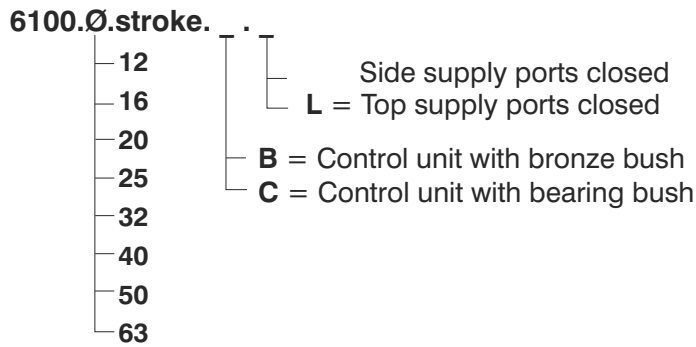 6100.Ø.stroke._._
12
Side supply ports closed
16
L = Top supply ports closed
20
B = Control unit with bronze bush
25
C = Control unit with bearing bush
32
40
50
63